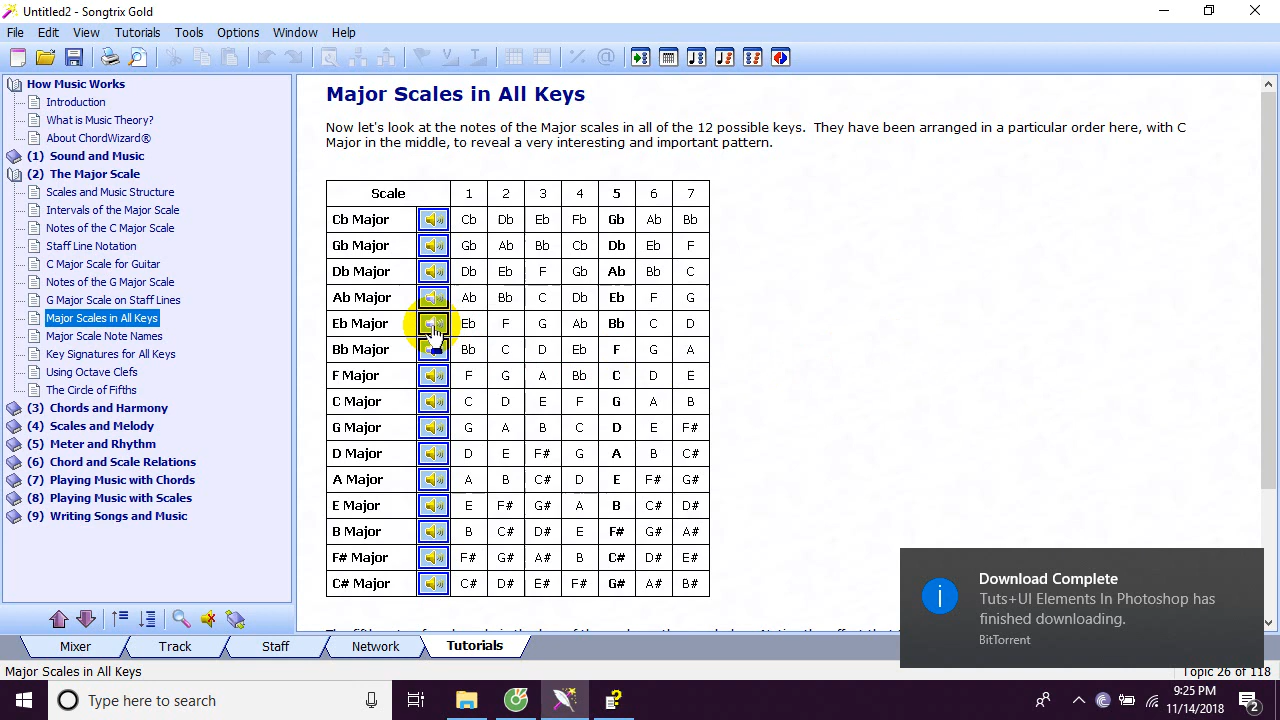 Untitled2 - Songtrix Gold
File Edit View Tutorials Tools Options Window Help
How Music Works
Introduction
What is Music Theory?
About ChordWizard®
(1) Sound and Music
(2) The Major Scale
Scales and Music Structure
Intervals of the Major Scale
Notes of the C Major Scale
Staff Line Notation
C Major Scale for Guitar
Notes of the G Major Scale
G Major Scale on Staff Lines
Major Scales in All Keys
Major Scale Note Names
Key Signatures for All Keys
Using Octave Clefs
The Circle of Fifths
(3) Chords and Harmony
(4) Scales and Melody
(5) Meter and Rhythm
(6) Chord and Scale Relations
(7) Playing Music with Chords
(8) Playing Music with Scales
(9) Writing Songs and Music
Major Scales in All Keys
Now let's look at the notes of the Major scales in all of the 12 possible keys. They have been arranged in a particular order here, with C
Major in the middle, to reveal a very interesting and important pattern.
Scale 1 2 3 4 5 6 7
Cb Major Cb Db Eb Fb Gb Ab Bb
Gb Major Gb Ab Bb Cb Db Eb F
Db Major Db Eb F Gb Ab Bb C
Ab Major Ab Bb C Db Eb F G
Eb Major Eb F G Ab Bb C D
Bb Major Bb C D Eb F G A
F Major F G A Bb C D E
C Major C D E F G A B
G Major G A B C D E F#
D Major D E F# G A B C#
A Major A B C# D E F# G#
E Major E F# G# A B C# D#
B Major B C# D# E F# G# A#
F# Major F# G# A# B C# D# E#
C# Major C# D# E# F# G# A# B#
Download Complete
Tuts+UI Elements In Photoshop has
finished downloading.
BitTorrent
Mixer Track Staff Network Tutorials
Major Scales in All Keys
Topic 26 of 118
Type here to search
9:25 PM
11/14/2018
2